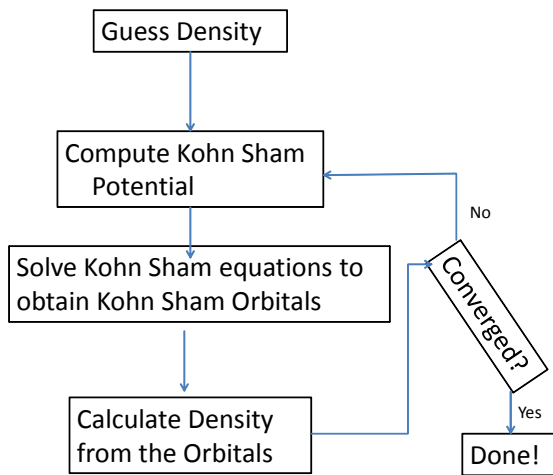 Guess Density
Compute Kohn Sham
Potential
No
Solve Kohn Sham equations to
obtain Kohn Sham Orbitals
Converged?
Calculate Density
from the Orbitals
Yes
Done!